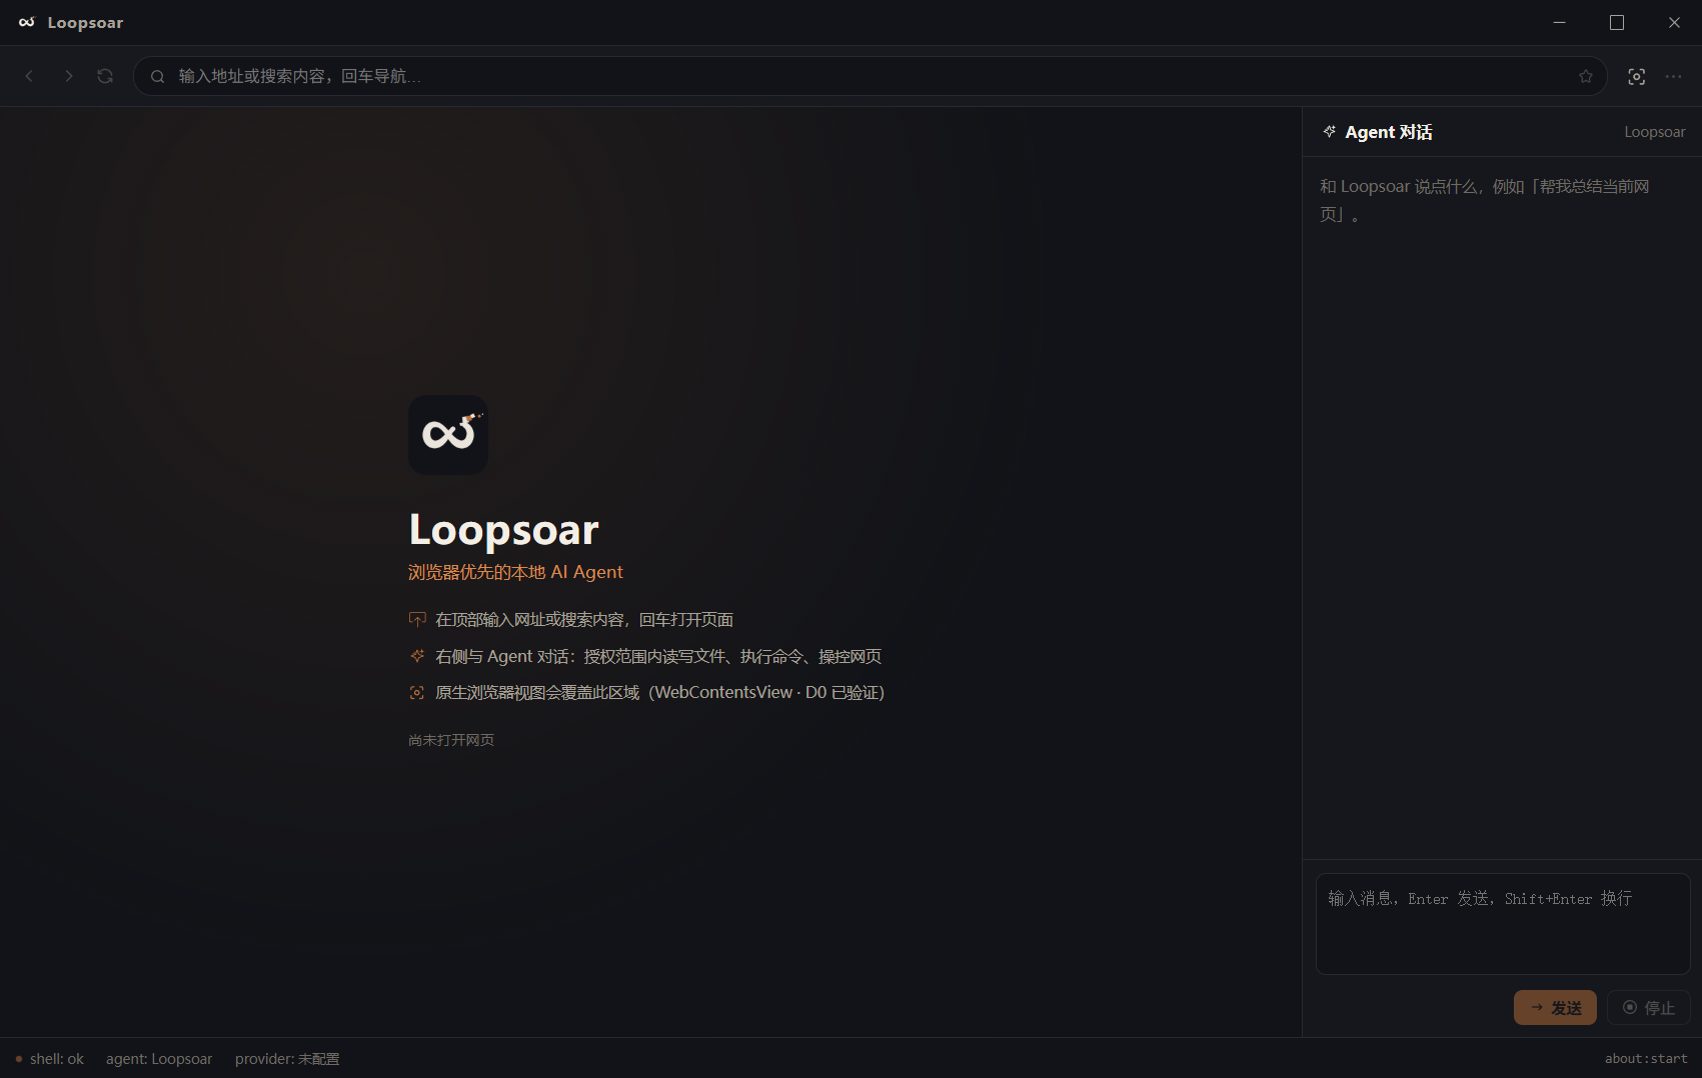 Loopsoar
输入地址或搜索内容，回车导航...
Agent 对话
Loopsoar
和 Loopsoar 说点什么，例如「帮我总结当前网
页」。
Loopsoar
浏览器优先的本地 AI Agent
在顶部输入网址或搜索内容，回车打开页面
右侧与 Agent 对话：授权范围内读写文件、执行命令、操控网页
原生浏览器视图会覆盖此区域（WebContentsView · D0 已验证）
尚未打开网页
输入消息，Enter 发送，Shift+Enter 换行
发送
停止
shell: ok
agent: Loopsoar
provider: 未配置
about:start